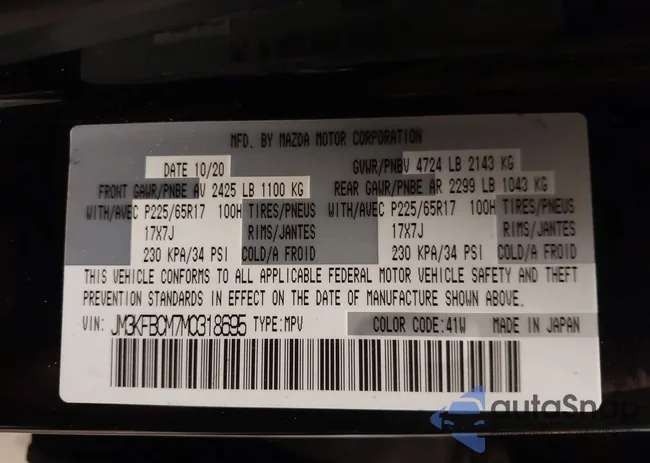 MFD. BY MAZDA MOTOR CORPORATION
DATE 10/20 GVWR/PNBV 4724 LB 2143 KG
FRONT GAWR/PNBE AV 2425 LB 1100 KG REAR GAWR/PNBE AR 2299 LB 1043 KG
WITH/AVEC P225/65R17 100H TIRES/PNEUS WITH/AVEC P225/65R17 100H TIRES/PNEUS
17X7J RIMS/JANTES 17X7J RIMS/JANTES
230 KPA/34 PSI COLD/A FROID 230 KPA/34 PSI COLD/A FROID
THIS VEHICLE CONFORMS TO ALL APPLICABLE FEDERAL MOTOR VEHICLE SAFETY AND THEFT
PREVENTION STANDARDS IN EFFECT ON THE DATE OF MANUFACTURE SHOWN ABOVE.
VIN: JM3KFBCM7M0318695 TYPE:MPV COLOR CODE:41W MADE IN JAPAN
autoSnap